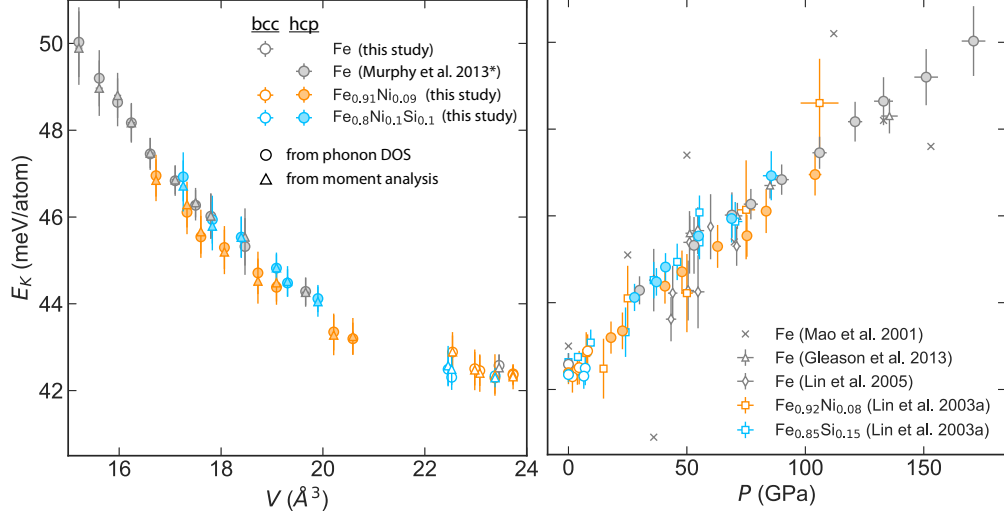 bcc hcp
Fe (this study)
Fe (Murphy et al. 2013*)
Fe0.91Ni0.09 (this study)
Fe0.8Ni0.1Si0.1 (this study)
from phonon DOS
from moment analysis
E_K (meV/atom)
50
48
46
44
42
16 18 20 22 24
V (Å³)
Fe (Mao et al. 2001)
Fe (Gleason et al. 2013)
Fe (Lin et al. 2005)
Fe0.92Ni0.08 (Lin et al. 2003a)
Fe0.85Si0.15 (Lin et al. 2003a)
0 50 100 150
P (GPa)